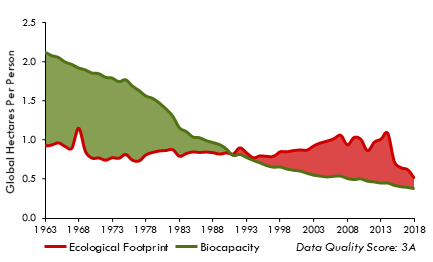 Global Hectares Per Person
2.5
2.0
1.5
1.0
0.5
0.0
1963 1968 1973 1978 1983 1988 1993 1998 2003 2008 2013 2018
Ecological Footprint Biocapacity Data Quality Score: 3A